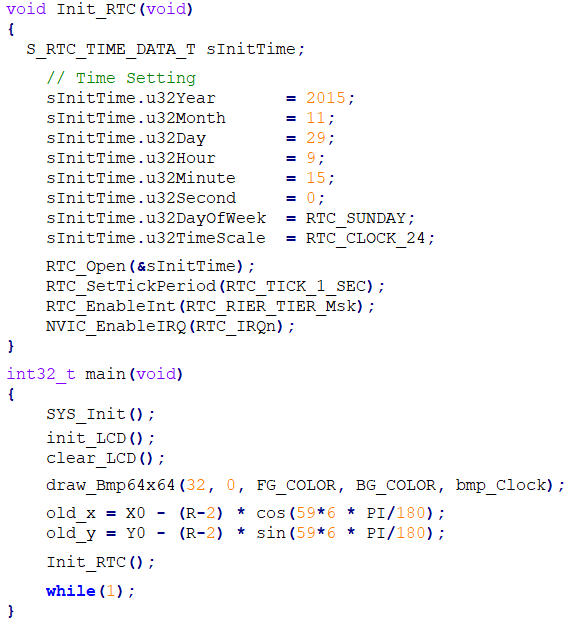 void Init_RTC(void)
{
  S_RTC_TIME_DATA_T sInitTime;
    // Time Setting
    sInitTime.u32Year       = 2015;
    sInitTime.u32Month      = 11;
    sInitTime.u32Day        = 29;
    sInitTime.u32Hour       = 9;
    sInitTime.u32Minute     = 15;
    sInitTime.u32Second     = 0;
    sInitTime.u32DayOfWeek  = RTC_SUNDAY;
    sInitTime.u32TimeScale  = RTC_CLOCK_24;
    RTC_Open(&sInitTime);
    RTC_SetTickPeriod(RTC_TICK_1_SEC);
    RTC_EnableInt(RTC_RIER_TIER_Msk);
    NVIC_EnableIRQ(RTC_IRQn);
}
int32_t main(void)
{
    SYS_Init();
    init_LCD();
    clear_LCD();
    draw_Bmp64x64(32, 0, FG_COLOR, BG_COLOR, bmp_Clock);
    old_x = X0 - (R-2) * cos(59*6 * PI/180);
    old_y = Y0 - (R-2) * sin(59*6 * PI/180);
    Init_RTC();
    while(1);
}